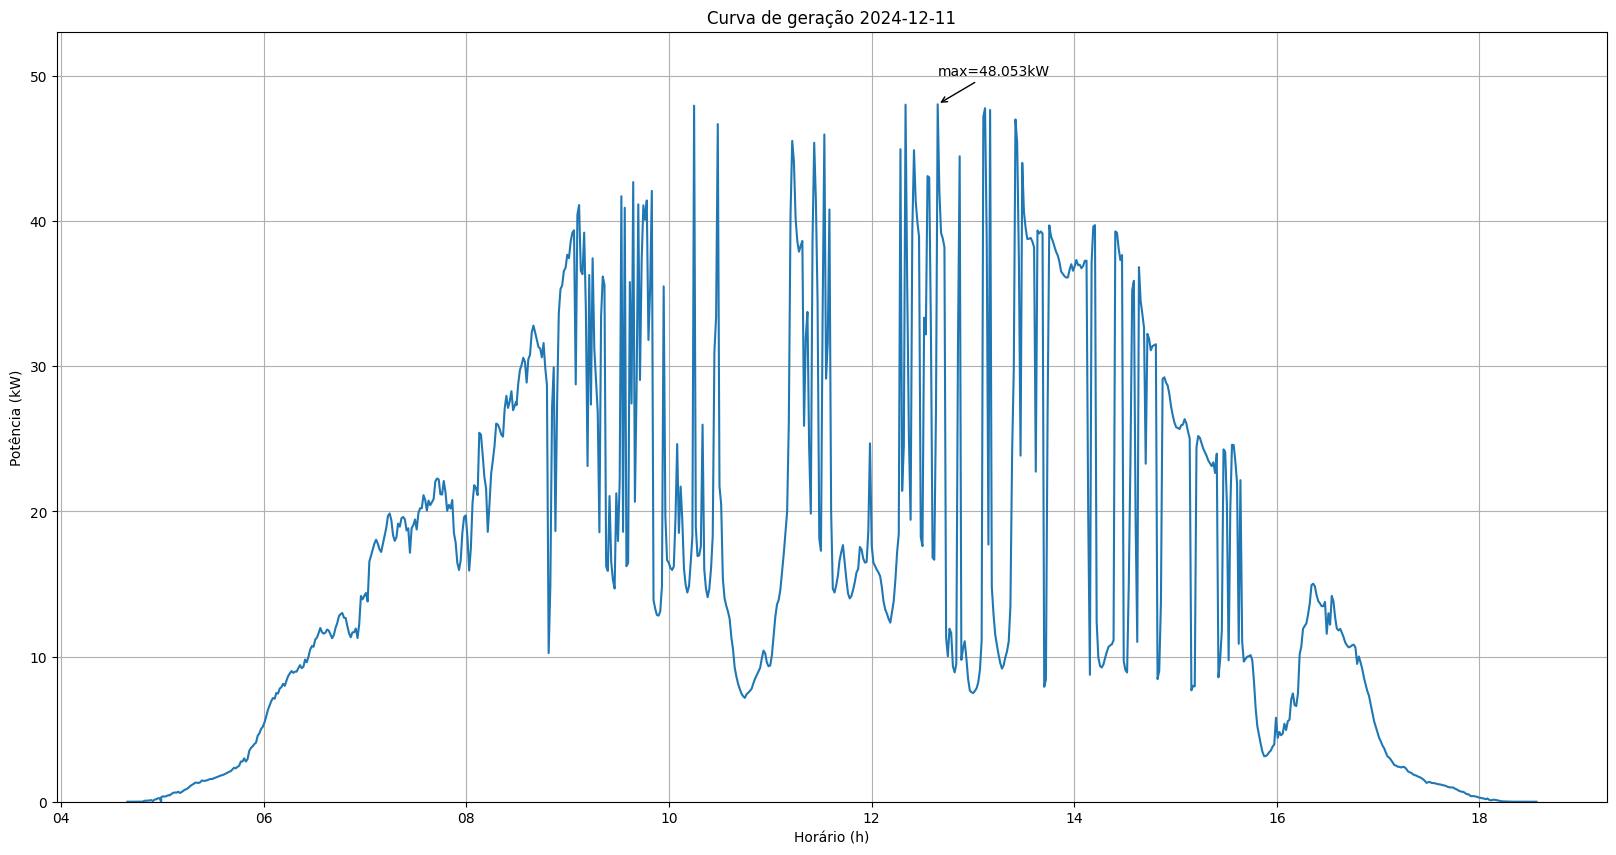 Curva de geração 2024-12-11
max=48.053kW
Potência (kW)
50
40
30
20
10
0
04 06 08 10 12 14 16 18
Horário (h)